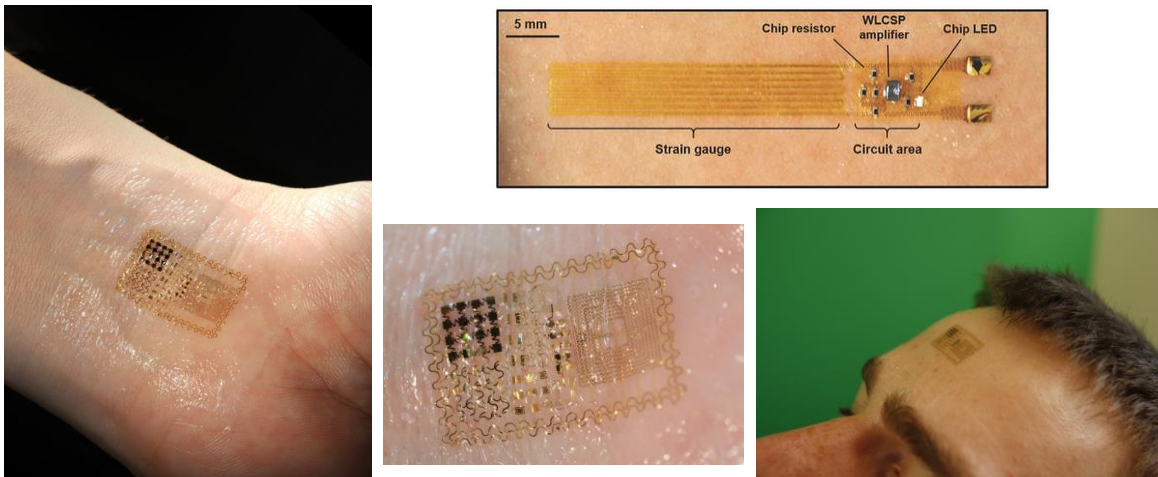 5 mm
Chip resistor
WLCSP
amplifier
Chip LED
Strain gauge
Circuit area